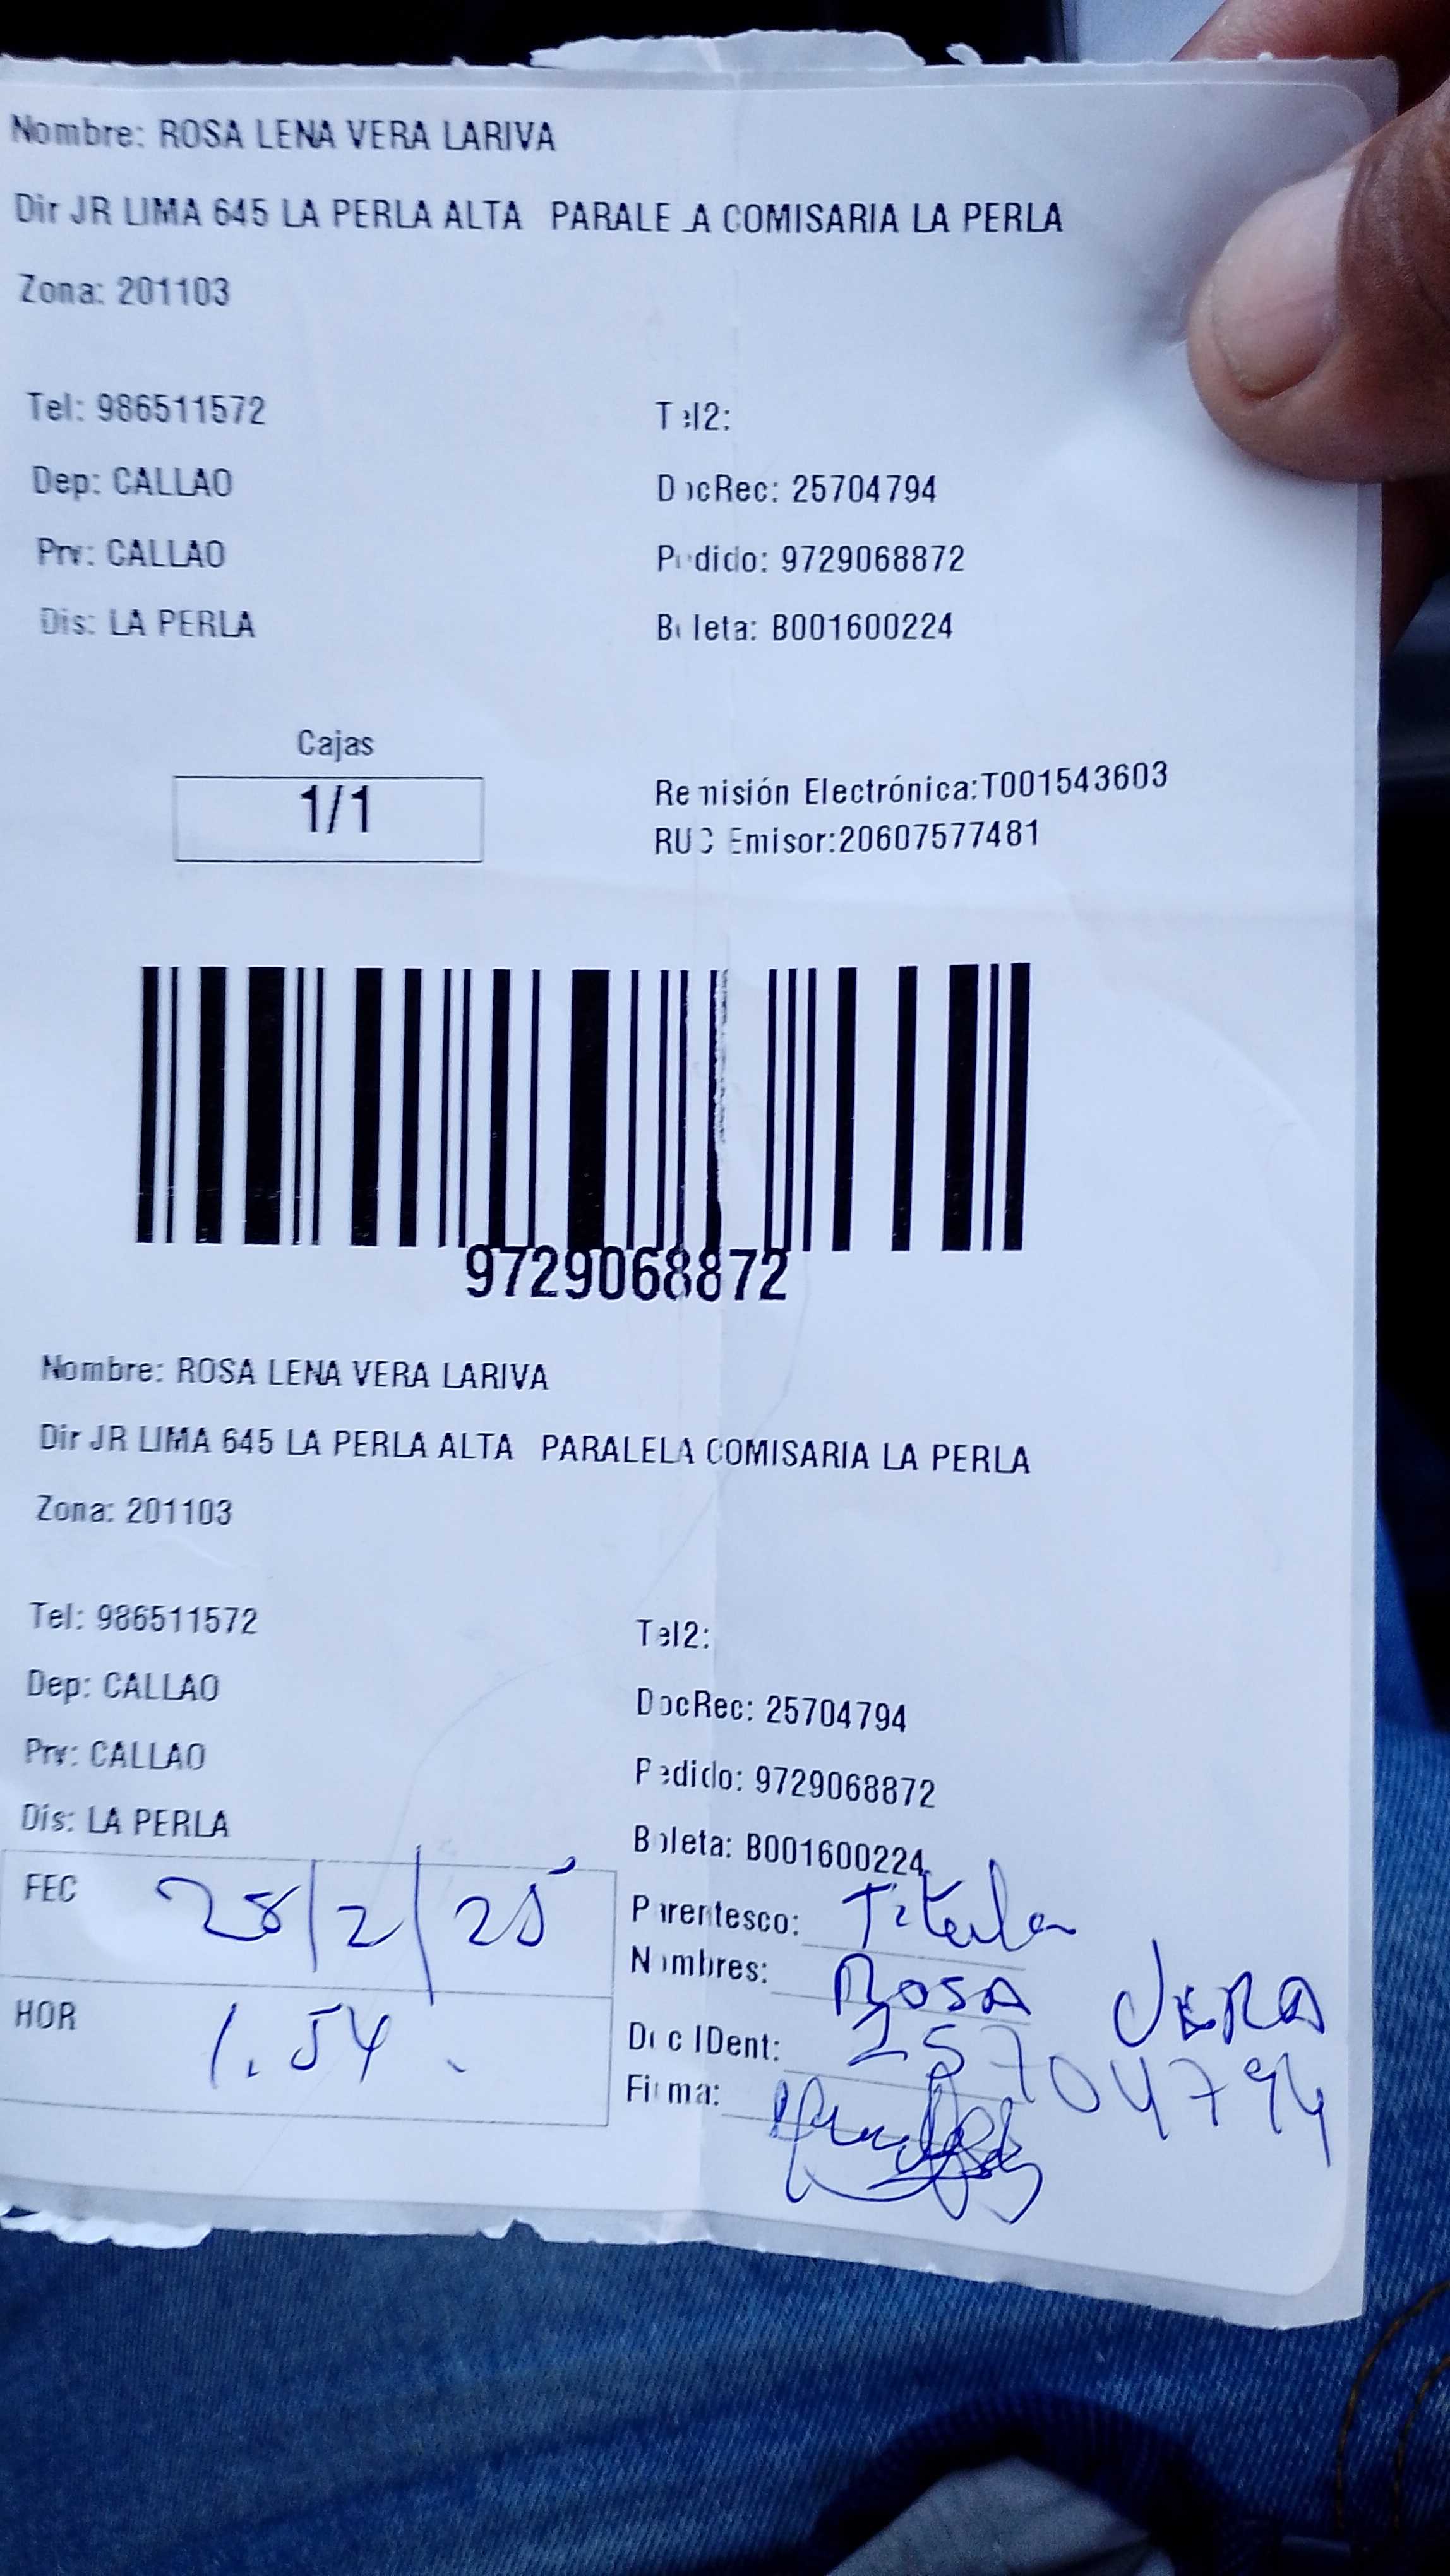 Nombre: ROSA LENA VERA LARIVA
Dir JR LIMA 645 LA PERLA ALTA PARALE A COMISARIA LA PERLA
Zona: 201103
Tel: 986511572
Tel2:
Dep: CALLAO
DocRec: 25704794
Prv: CALLAO
Pedido: 9729068872
Dis: LA PERLA
Boleta: B001600224
Cajas
1/1
Remisión Electrónica:T001543603
RUC Emisor:20607577481
9729068872
Nombre: ROSA LENA VERA LARIVA
Dir JR LIMA 645 LA PERLA ALTA PARALELA COMISARIA LA PERLA
Zona: 201103
Tel: 986511572
Tel2:
Dep: CALLAO
DocRec: 25704794
Prv: CALLAO
Pedido: 9729068872
Dis: LA PERLA
Boleta: B001600224
FEC 28/2/25
Parentesco: Titular
Nombres: ROSA VERA
HOR 1.54
Doc IDent: 25704794
Firma: